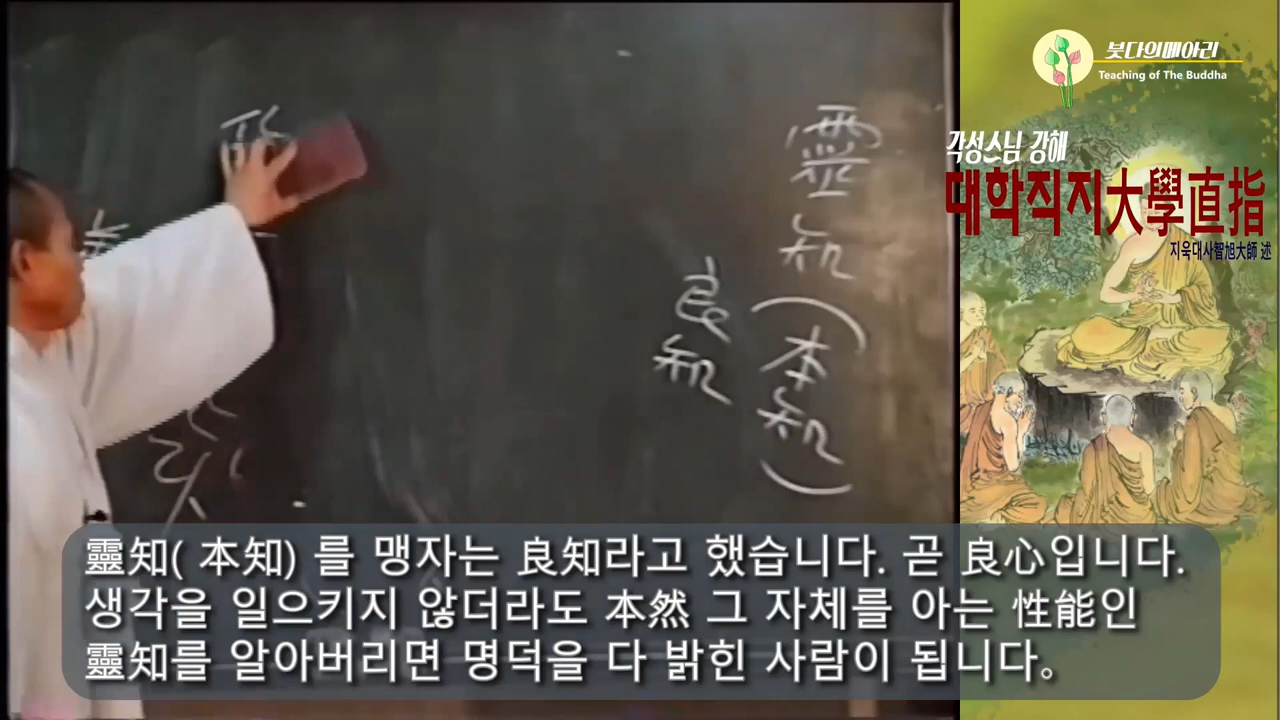 붓다의메아리
Teaching of The Buddha
각성스님 강해
대학직지大學直指
지욱대사智旭大師 述
靈知
(本知)
良知
靈知( 本知) 를 맹자는 良知라고 했습니다. 곧 良心입니다.
생각을 일으키지 않더라도 本然 그 자체를 아는 性能인
靈知를 알아버리면 명덕을 다 밝힌 사람이 됩니다。